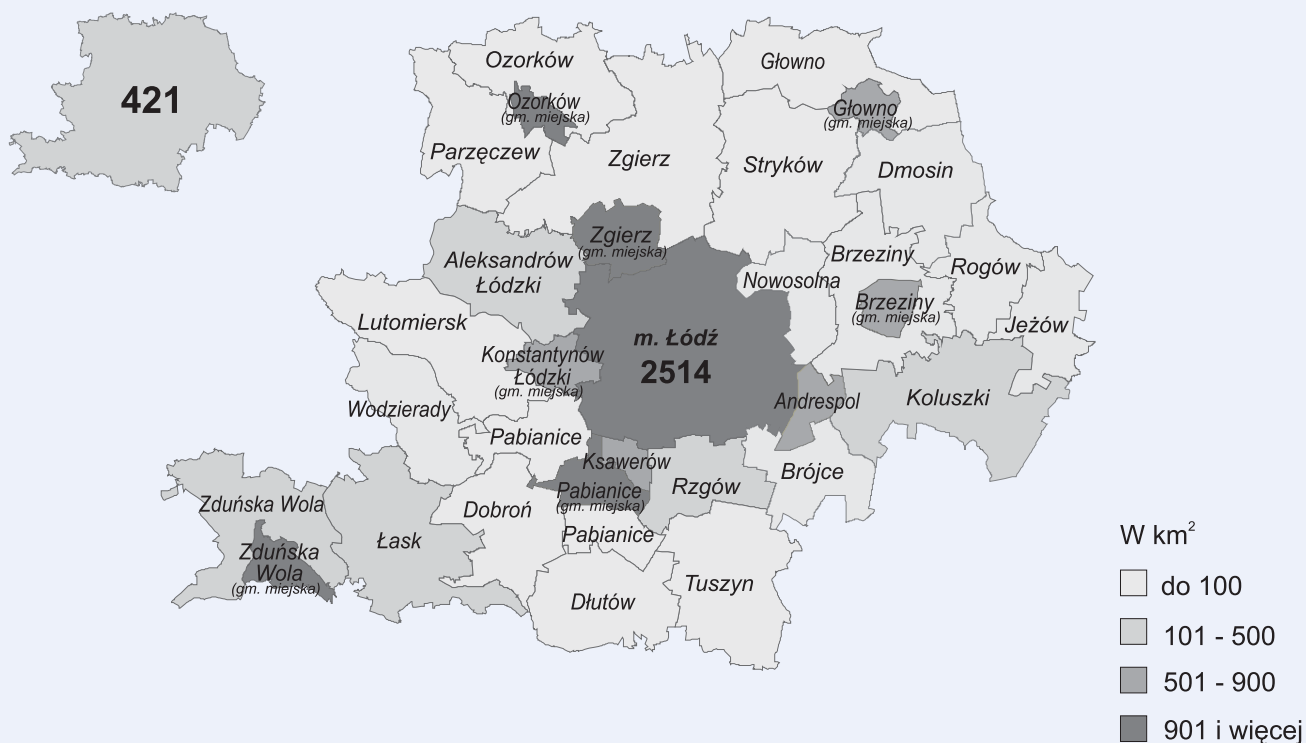 421
Ozorków
Głowno
Ozorków
(gm. miejska)
Głowno
(gm. miejska)
Parzęczew
Zgierz
Stryków
Dmosin
Zgierz
(gm. miejska)
Aleksandrów
Łódzki
Brzeziny
Rogów
Nowosolna
Brzeziny
(gm. miejska)
Jeżów
Lutomiersk
m. Łódź
2514
Konstantynów
Łódzki
(gm. miejska)
Wodzierady
Andrespol
Koluszki
Pabianice
Ksawerów
Brójce
Pabianice
(gm. miejska)
Rzgów
Zduńska Wola
Dobroń
Łask
Pabianice
Zduńska
Wola
(gm. miejska)
Dłutów
Tuszyn
W km²
do 100
101 - 500
501 - 900
901 i więcej